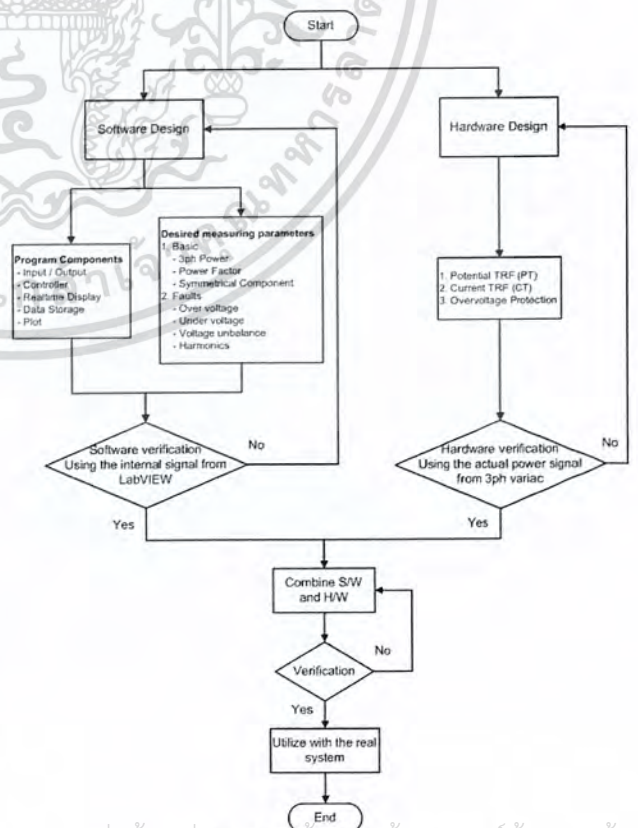 Start
Software Design
Hardware Design
Program Components
- Input / Output
- Controller
- Realtime Display
- Data Storage
- Plot
Desired measuring parameters
1. Basic
- 3ph Power
- Power Factor
- Symmetrical Component
2. Faults
- Over voltage
- Under voltage
- Voltage unbalance
- Harmonics
1. Potential TRF (PT)
2. Current TRF (CT)
3. Overvoltage Protection
Software verification
Using the internal signal from
LabVIEW
No
Yes
Hardware verification
Using the actual power signal
from 3ph variac
No
Yes
Combine S/W
and H/W
Verification
No
Yes
Utilize with the real
system
End